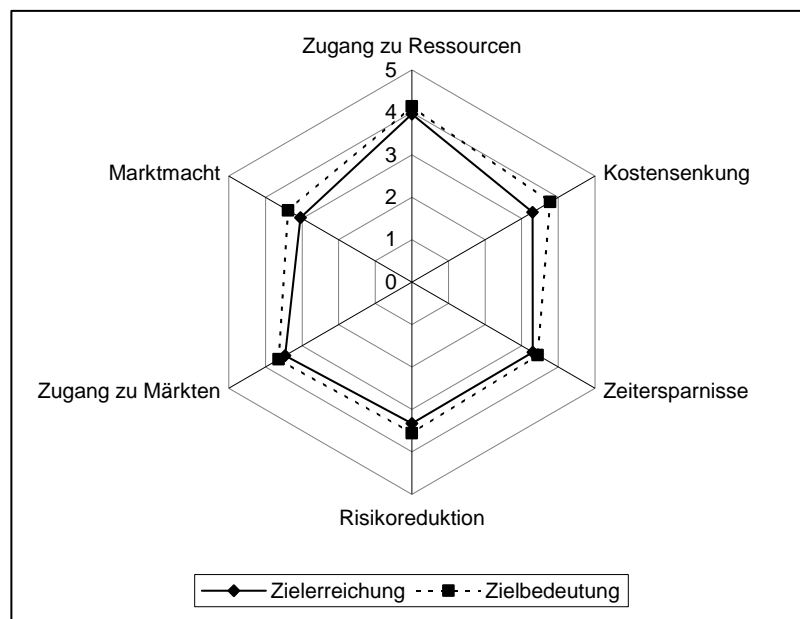 Zugang zu Ressourcen
5
4
Marktmacht
Kostensenkung
3
2
1
0
Zugang zu Märkten
Zeitersparnisse
Risikoreduktion
Zielerreichung
Zielbedeutung